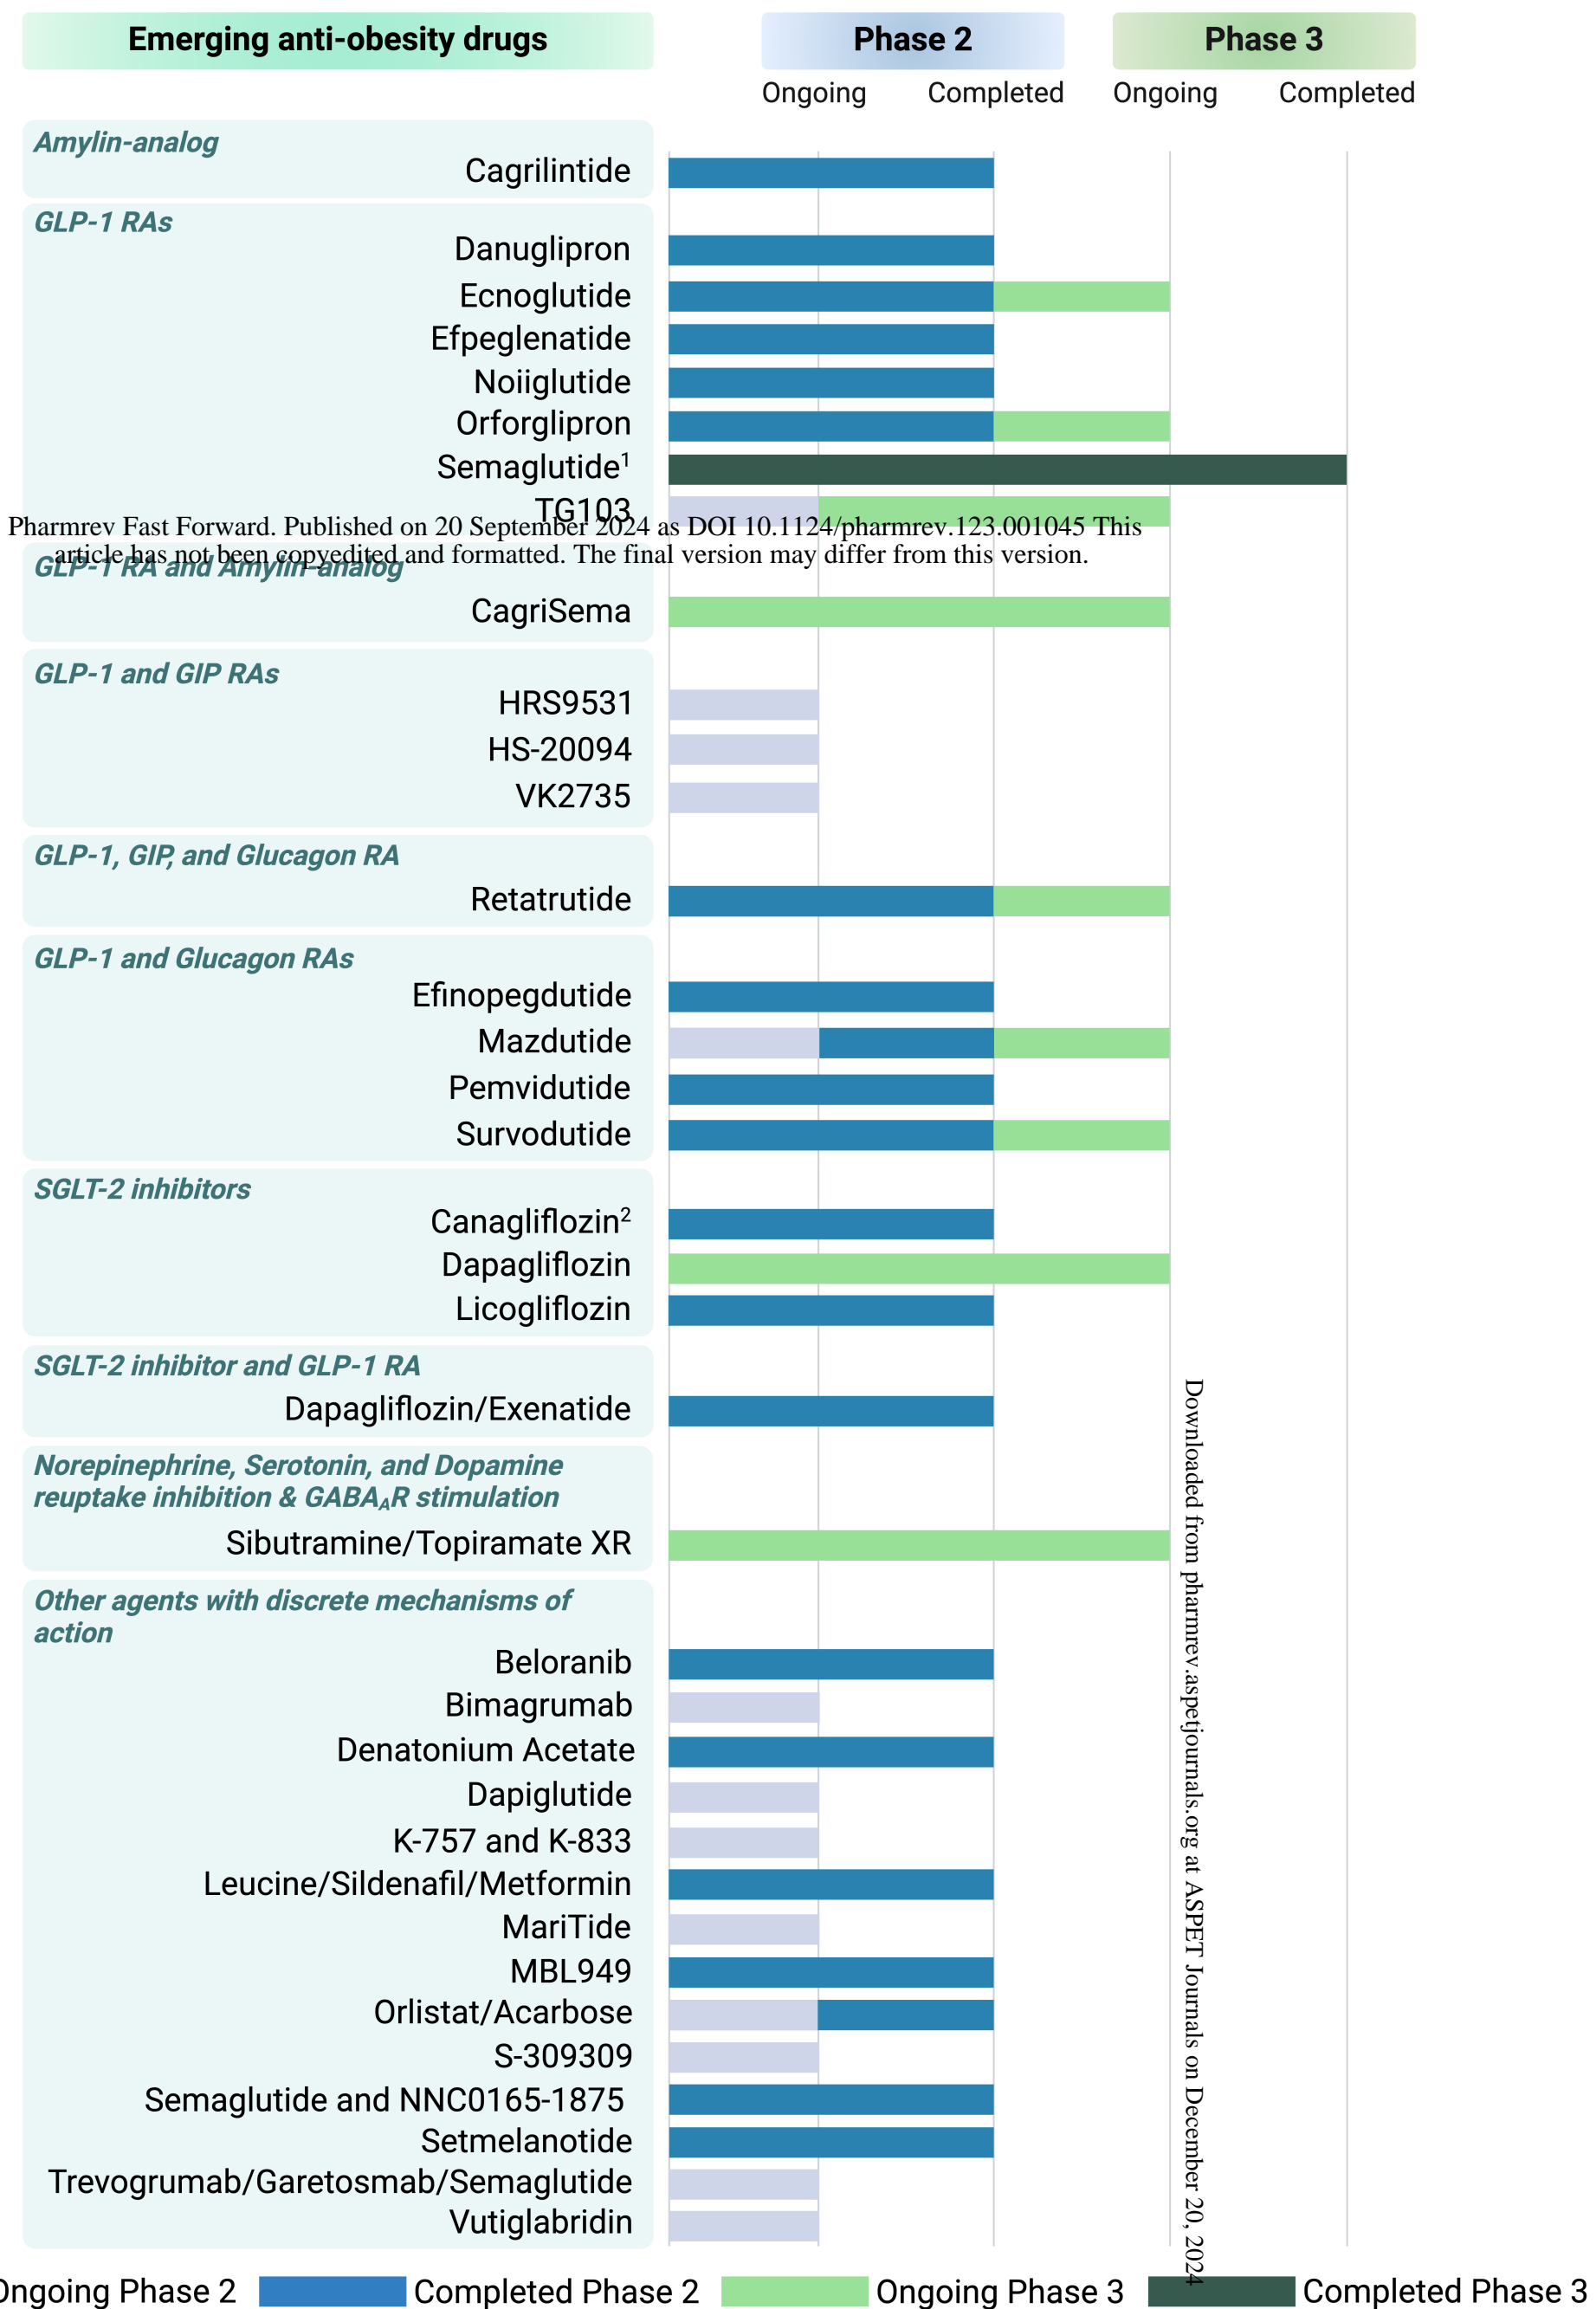 Emerging anti-obesity drugs
Phase 2
Phase 3
Ongoing
Completed
Ongoing
Completed
Amylin-analog
Cagrilintide
GLP-1 RAs
Danuglipron
Ecnoglutide
Efpeglenatide
Noiiglutide
Orforglipron
Semaglutide¹
TG103
Pharmrev Fast Forward. Published on 20 September 2024 as DOI 10.1124/pharmrev.123.001045 This
article has not been copyedited and formatted. The final version may differ from this version.
GLP-1 RA and Amylin-analog
CagriSema
GLP-1 and GIP RAs
HRS9531
HS-20094
VK2735
GLP-1, GIP, and Glucagon RA
Retatrutide
GLP-1 and Glucagon RAs
Efinopegdutide
Mazdutide
Pemvidutide
Survodutide
SGLT-2 inhibitors
Canagliflozin²
Dapagliflozin
Licogliflozin
SGLT-2 inhibitor and GLP-1 RA
Dapagliflozin/Exenatide
Norepinephrine, Serotonin, and Dopamine
reuptake inhibition & GABAAR stimulation
Sibutramine/Topiramate XR
Other agents with discrete mechanisms of
action
Beloranib
Bimagrumab
Denatonium Acetate
Dapiglutide
K-757 and K-833
Leucine/Sildenafil/Metformin
MariTide
MBL949
Orlistat/Acarbose
S-309309
Semaglutide and NNC0165-1875
Setmelanotide
Trevogrumab/Garetosmab/Semaglutide
Vutiglabridin
Downloaded from pharmrev.aspetjournals.org at ASPET Journals on December 20, 2024
Ongoing Phase 2
Completed Phase 2
Ongoing Phase 3
Completed Phase 3